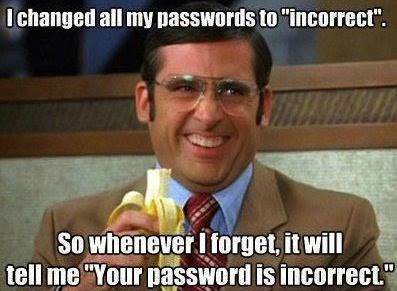 I changed all my passwords to "incorrect".
So whenever I forget, it will
tell me "Your password is incorrect."